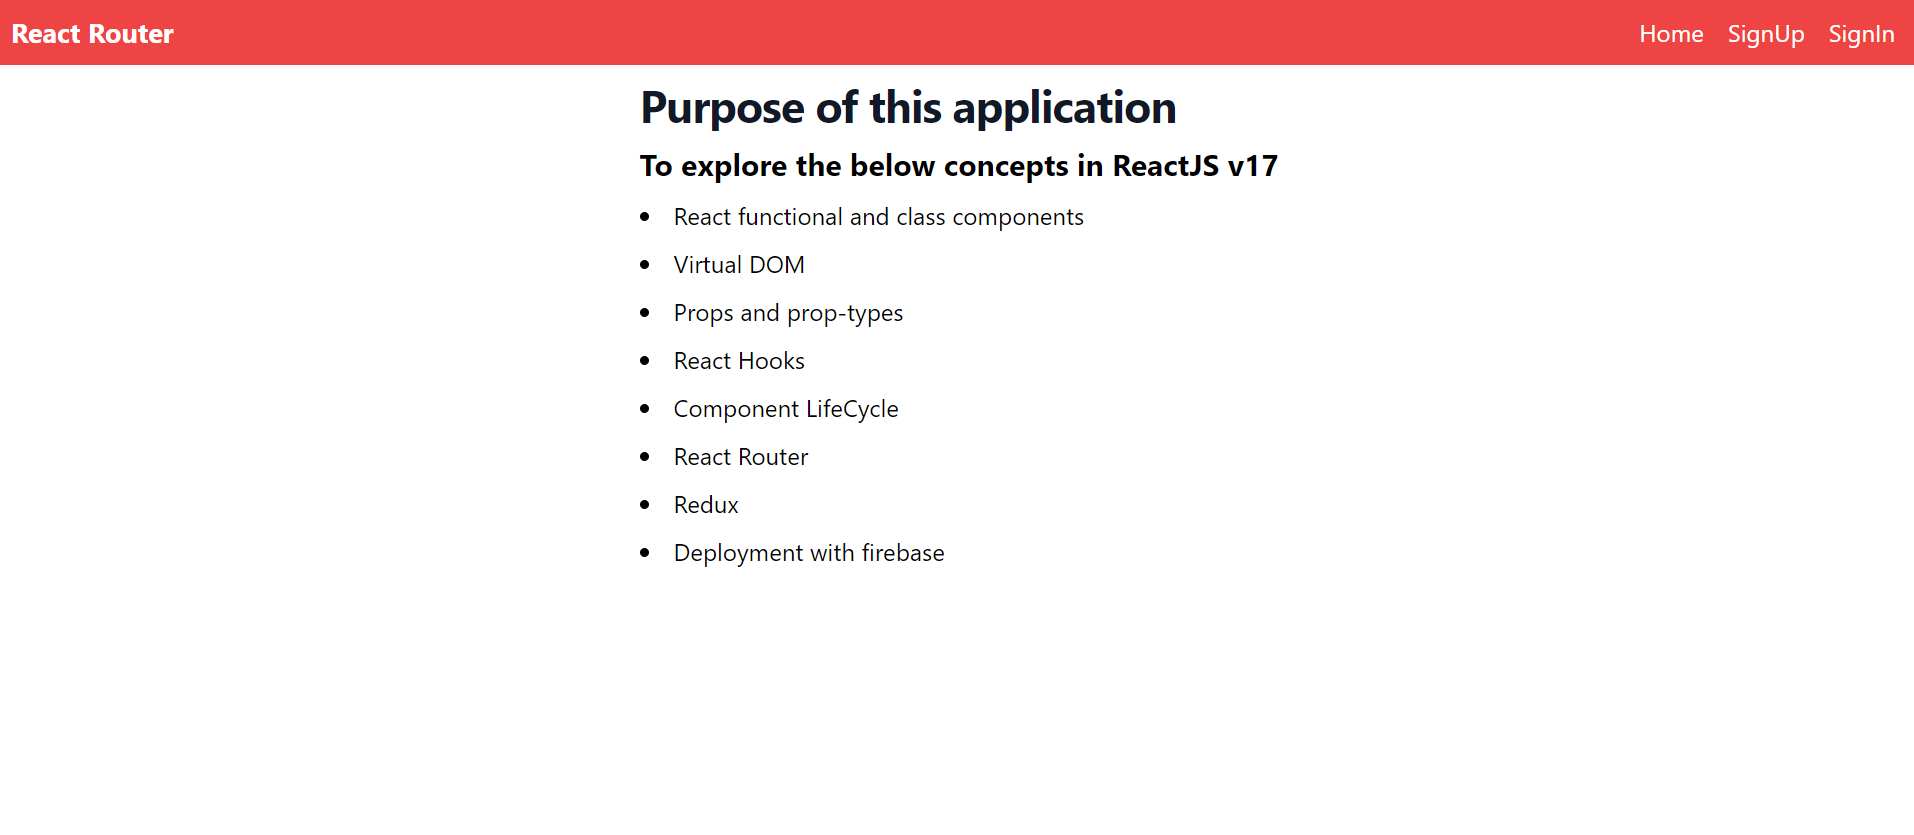 React Router
Home SignUp SignIn
Purpose of this application
To explore the below concepts in ReactJS v17
React functional and class components
Virtual DOM
Props and prop-types
React Hooks
Component LifeCycle
React Router
Redux
Deployment with firebase